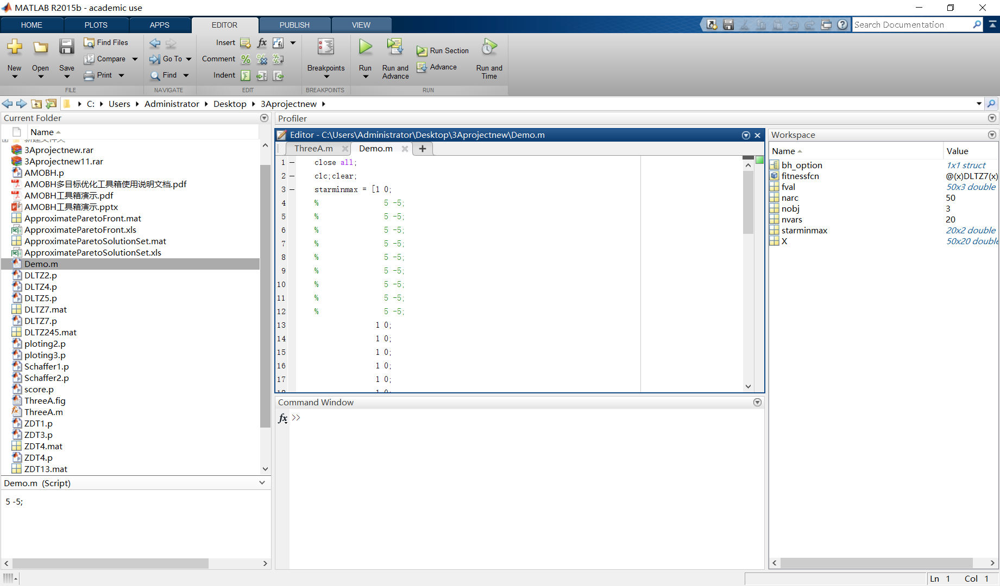 MATLAB R2015b - academic use
HOME PLOTS APPS EDITOR PUBLISH VIEW Search Documentation
New Open Save Find Files Compare Print
FILE
Go To Find
NAVIGATE
Insert fx
Comment
Indent
EDIT
Breakpoints
BREAKPOINTS
Run Run and Advance Run Section Advance Run and Time
RUN
C: Users Administrator Desktop 3Aprojectnew
Current Folder
Name
新建文件夹
3Aprojectnew.rar
3Aprojectnew11.rar
AMOBH.p
AMOBH多目标优化工具箱使用说明文档.pdf
AMOBH工具箱演示.pdf
AMOBH工具箱演示.pptx
ApproximateParetoFront.mat
ApproximateParetoFront.xls
ApproximateParetoSolutionSet.mat
ApproximateParetoSolutionSet.xls
Demo.m
DLTZ2.p
DLTZ4.p
DLTZ5.p
DLTZ7.mat
DLTZ7.p
DLTZ245.mat
ploting2.p
ploting3.p
Schaffer1.p
Schaffer2.p
score.p
ThreeA.fig
ThreeA.m
ZDT1.p
ZDT3.p
ZDT4.mat
ZDT4.p
ZDT13.mat
Demo.m (Script)
5 -5;
Profiler
Editor - C:\Users\Administrator\Desktop\3Aprojectnew\Demo.m
ThreeA.m Demo.m
1 — close all;
2 — clc;clear;
3 — starminmax = [1 0;
4 % 5 -5;
5 % 5 -5;
6 % 5 -5;
7 % 5 -5;
8 % 5 -5;
9 % 5 -5;
10 % 5 -5;
11 % 5 -5;
12 % 5 -5;
13 1 0;
14 1 0;
15 1 0;
16 1 0;
17 1 0;
18 1 0;
Command Window
fx >>
Workspace
Name Value
bh_option 1x1 struct
fitnessfcn @(x)DLTZ7(x)
fval 50x3 double
narc 50
nobj 3
nvars 20
starminmax 20x2 double
X 50x20 double
Ln 1 Col 1